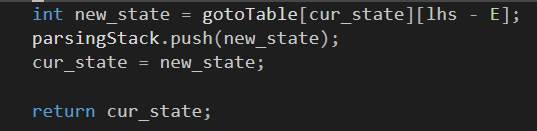 int new_state = gotoTable[cur_state][lhs - E];
parsingStack.push(new_state);
cur_state = new_state;
return cur_state;